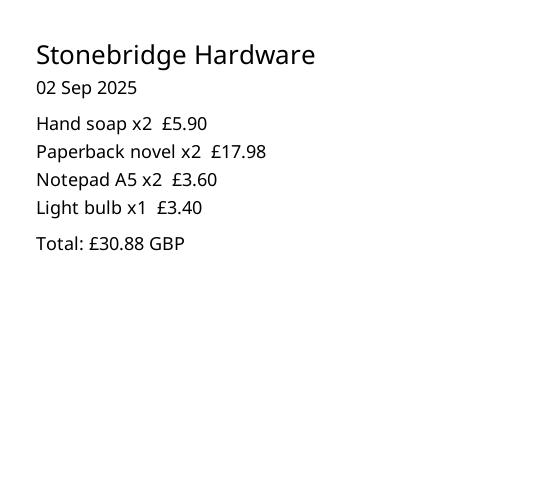 Stonebridge Hardware
02 Sep 2025
Hand soap x2  £5.90
Paperback novel x2  £17.98
Notepad A5 x2  £3.60
Light bulb x1  £3.40
Total: £30.88 GBP